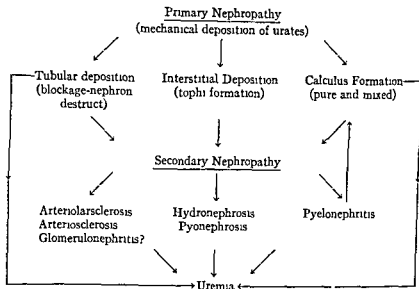 Primary Nephropathy
(mechanical deposition of urates)
Tubular deposition
(blockage-nephron
destruct)
Interstitial Deposition
(tophi formation)
Calculus Formation
(pure and mixed)
Secondary Nephropathy
Arteriolarsclerosis
Arteriosclerosis
Glomerulonephritis?
Hydronephrosis
Pyonephrosis
Pyelonephritis
Uremia